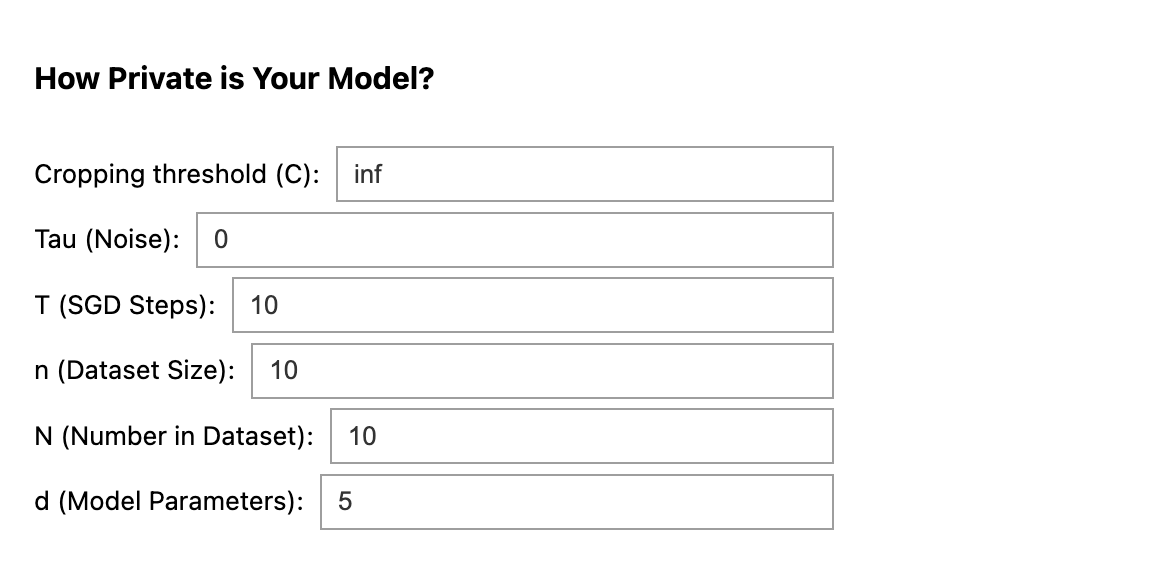 How Private is Your Model?
Cropping threshold (C): inf
Tau (Noise): 0
T (SGD Steps): 10
n (Dataset Size): 10
N (Number in Dataset): 10
d (Model Parameters): 5